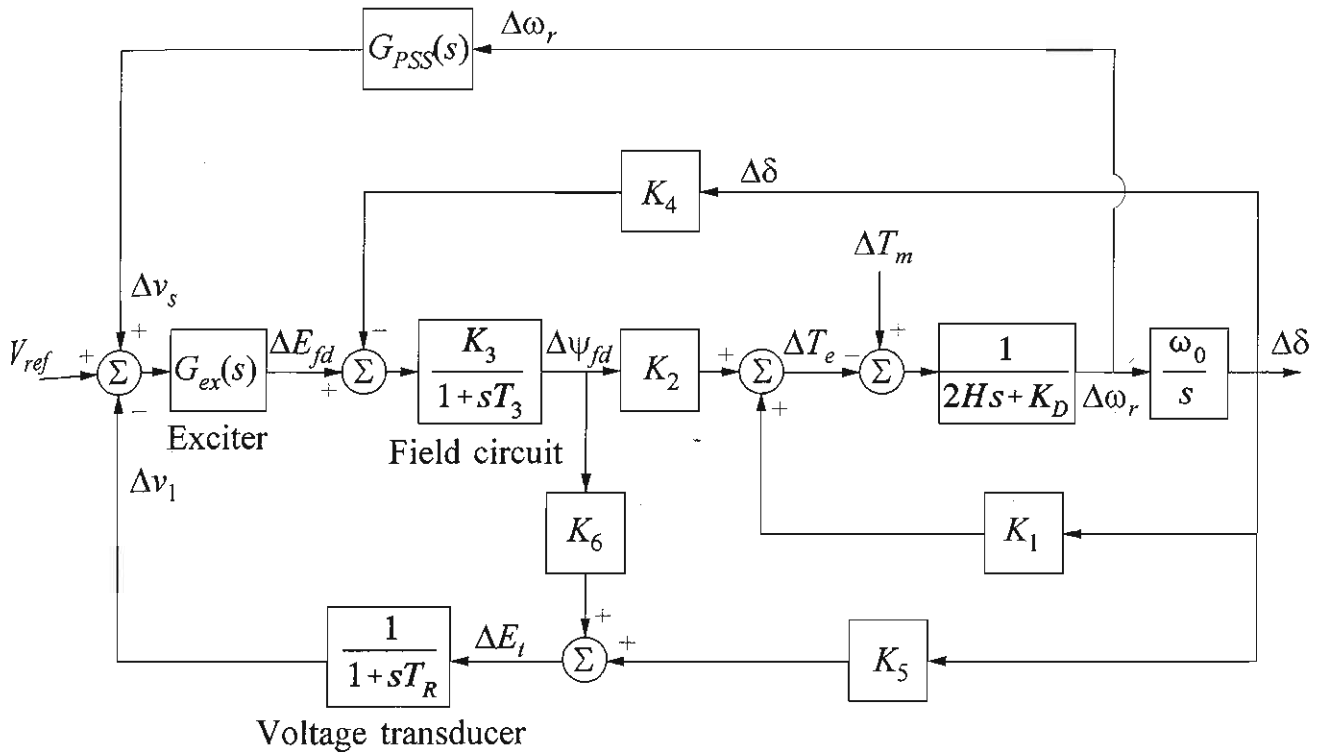 Δω_r
G_PSS(s)
Δδ
K_4
ΔT_m
Δv_s
+
-
+
V_ref
+
Σ
G_ex(s)
ΔE_fd
+
Σ
K_3
1+sT_3
Δψ_fd
K_2
+
Σ
ΔT_e
-
Σ
1
2Hs+K_D
Δω_r
ω_0
s
Δδ
-
+
Exciter
Field circuit
Δv_1
K_6
K_1
+
1
1+sT_R
ΔE_t
Σ
+
K_5
Voltage transducer